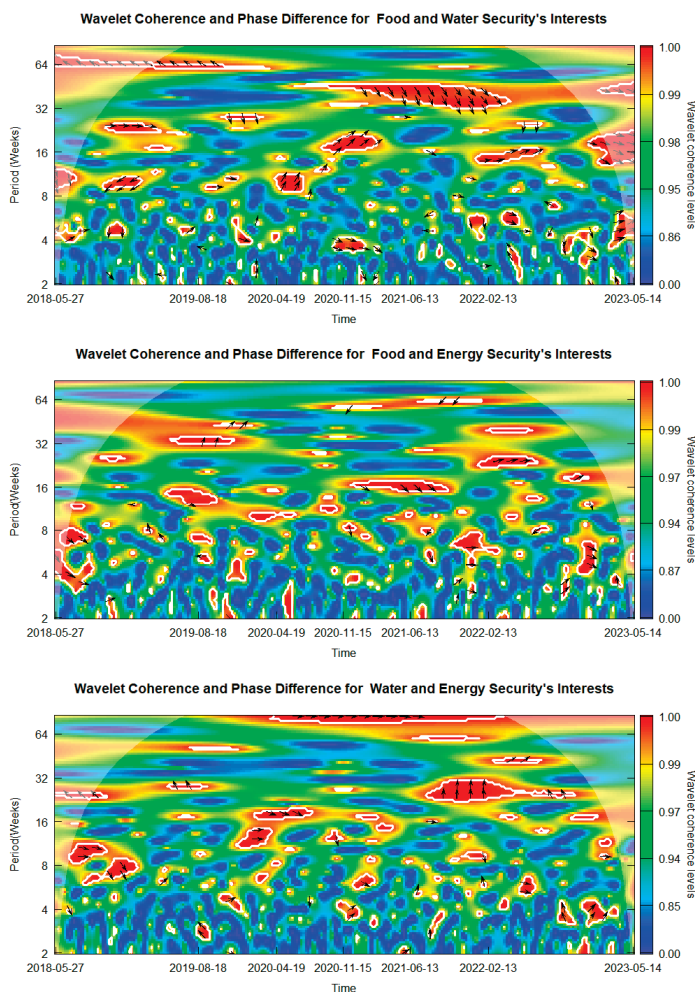 Wavelet Coherence and Phase Difference for  Food and Water Security's Interests
Period (Weeks)
64
32
16
8
4
2
2018-05-27 2019-08-18 2020-04-19 2020-11-15 2021-06-13 2022-02-13 2023-05-14
Time
1.00
0.99
0.98
0.95
0.86
0.00
Wavelet coherence levels
Wavelet Coherence and Phase Difference for  Food and Energy Security's Interests
Period(Weeks)
64
32
16
8
4
2
2018-05-27 2019-08-18 2020-04-19 2020-11-15 2021-06-13 2022-02-13 2023-05-14
Time
1.00
0.99
0.97
0.94
0.87
0.00
Wavelet coherence levels
Wavelet Coherence and Phase Difference for  Water and Energy Security's Interests
Period(Weeks)
64
32
16
8
4
2
2018-05-27 2019-08-18 2020-04-19 2020-11-15 2021-06-13 2022-02-13 2023-05-14
Time
1.00
0.99
0.97
0.94
0.85
0.00
Wavelet coherence levels